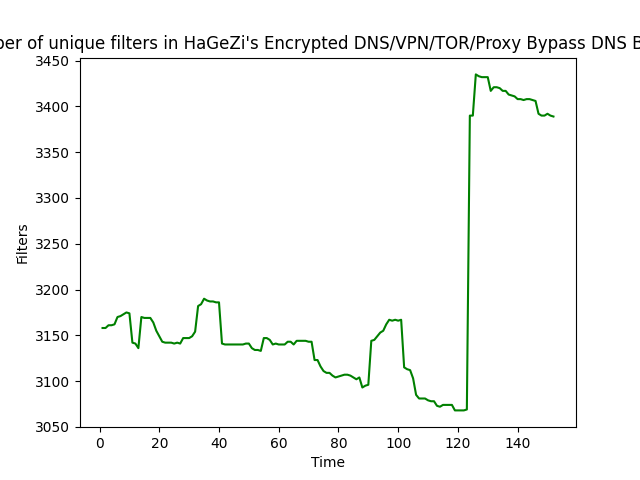 ber of unique filters in HaGeZi's Encrypted DNS/VPN/TOR/Proxy Bypass DNS B
3450
3400
3350
3300
3250
3200
3150
3100
3050
Filters
0 20 40 60 80 100 120 140
Time